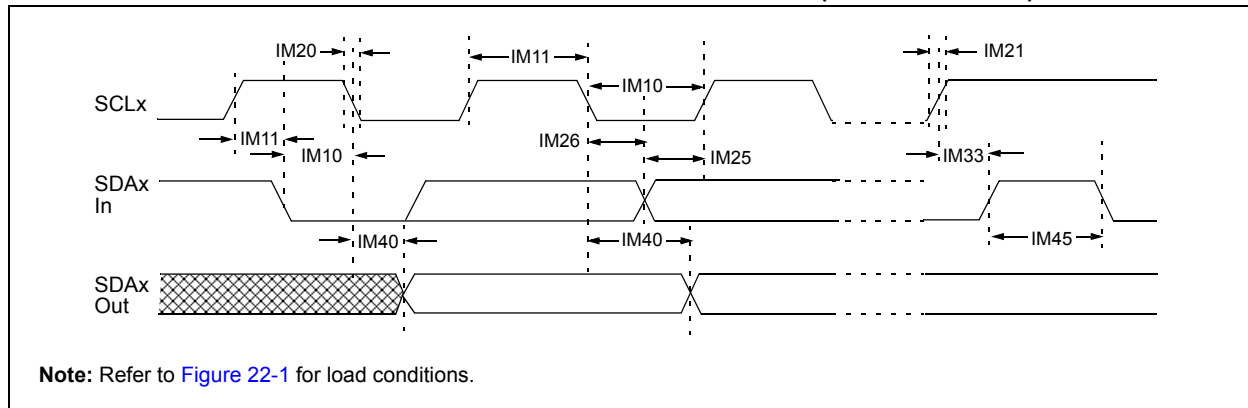 IM20
IM11
IM21
IM10
SCLx
IM11
IM26
IM10
IM25
IM33
SDAx
In
IM40
IM40
IM45
SDAx
Out
Note: Refer to Figure 22-1 for load conditions.